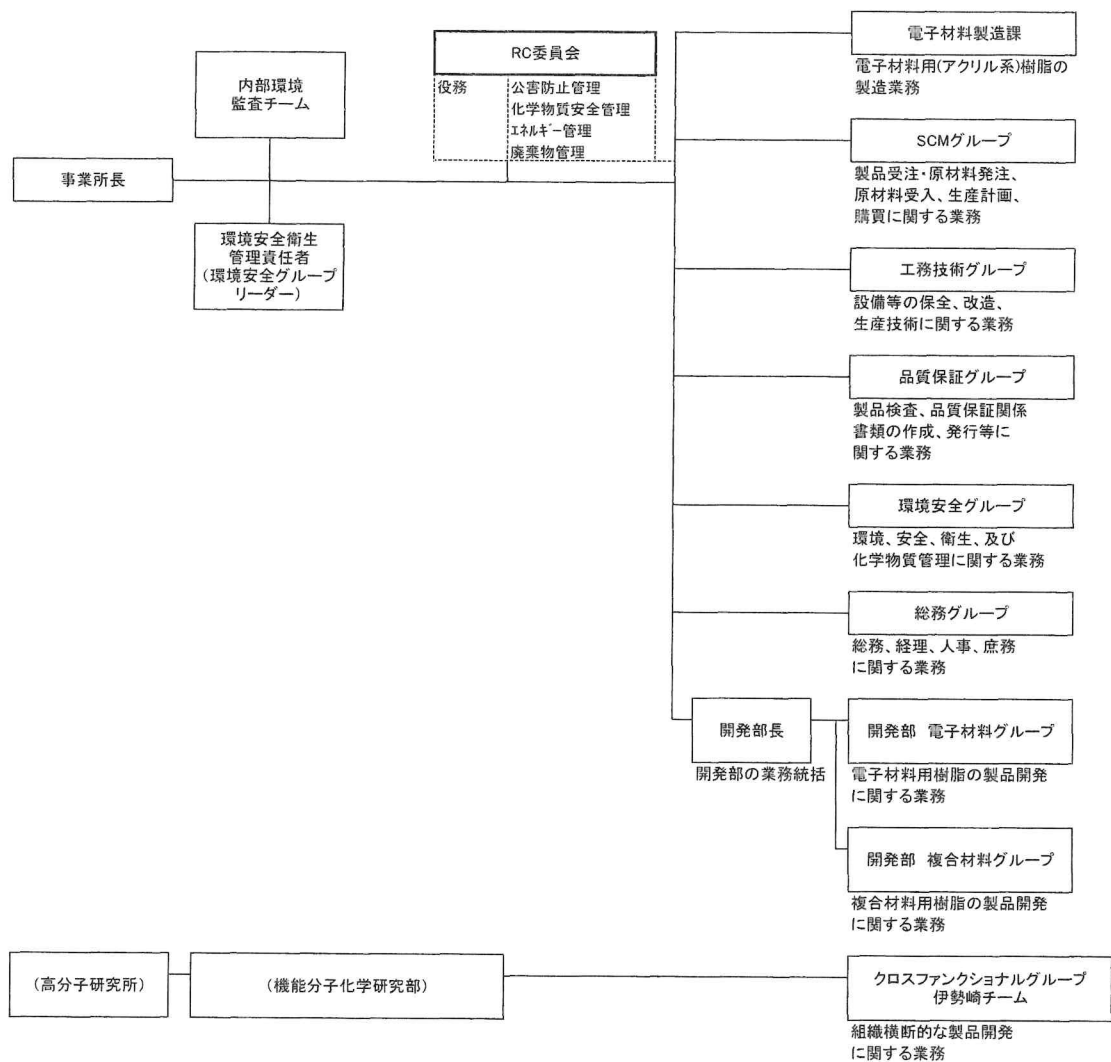 内部環境
監査チーム
事業所長
環境安全衛生
管理責任者
(環境安全グループ
リーダー)
RC委員会
役務 公害防止管理
化学物質安全管理
エネルギー管理
廃棄物管理
電子材料製造課
電子材料用(アクリル系)樹脂の
製造業務
SCMグループ
製品受注・原材料発注、
原材料受入、生産計画、
購買に関する業務
工務技術グループ
設備等の保全、改造、
生産技術に関する業務
品質保証グループ
製品検査、品質保証関係
書類の作成、発行等に
関する業務
環境安全グループ
環境、安全、衛生、及び
化学物質管理に関する業務
総務グループ
総務、経理、人事、庶務
に関する業務
開発部長
開発部の業務統括
開発部 電子材料グループ
電子材料用樹脂の製品開発
に関する業務
開発部 複合材料グループ
複合材料用樹脂の製品開発
に関する業務
(高分子研究所)
(機能分子化学研究部)
クロスファンクショナルグループ
伊勢崎チーム
組織横断的な製品開発
に関する業務